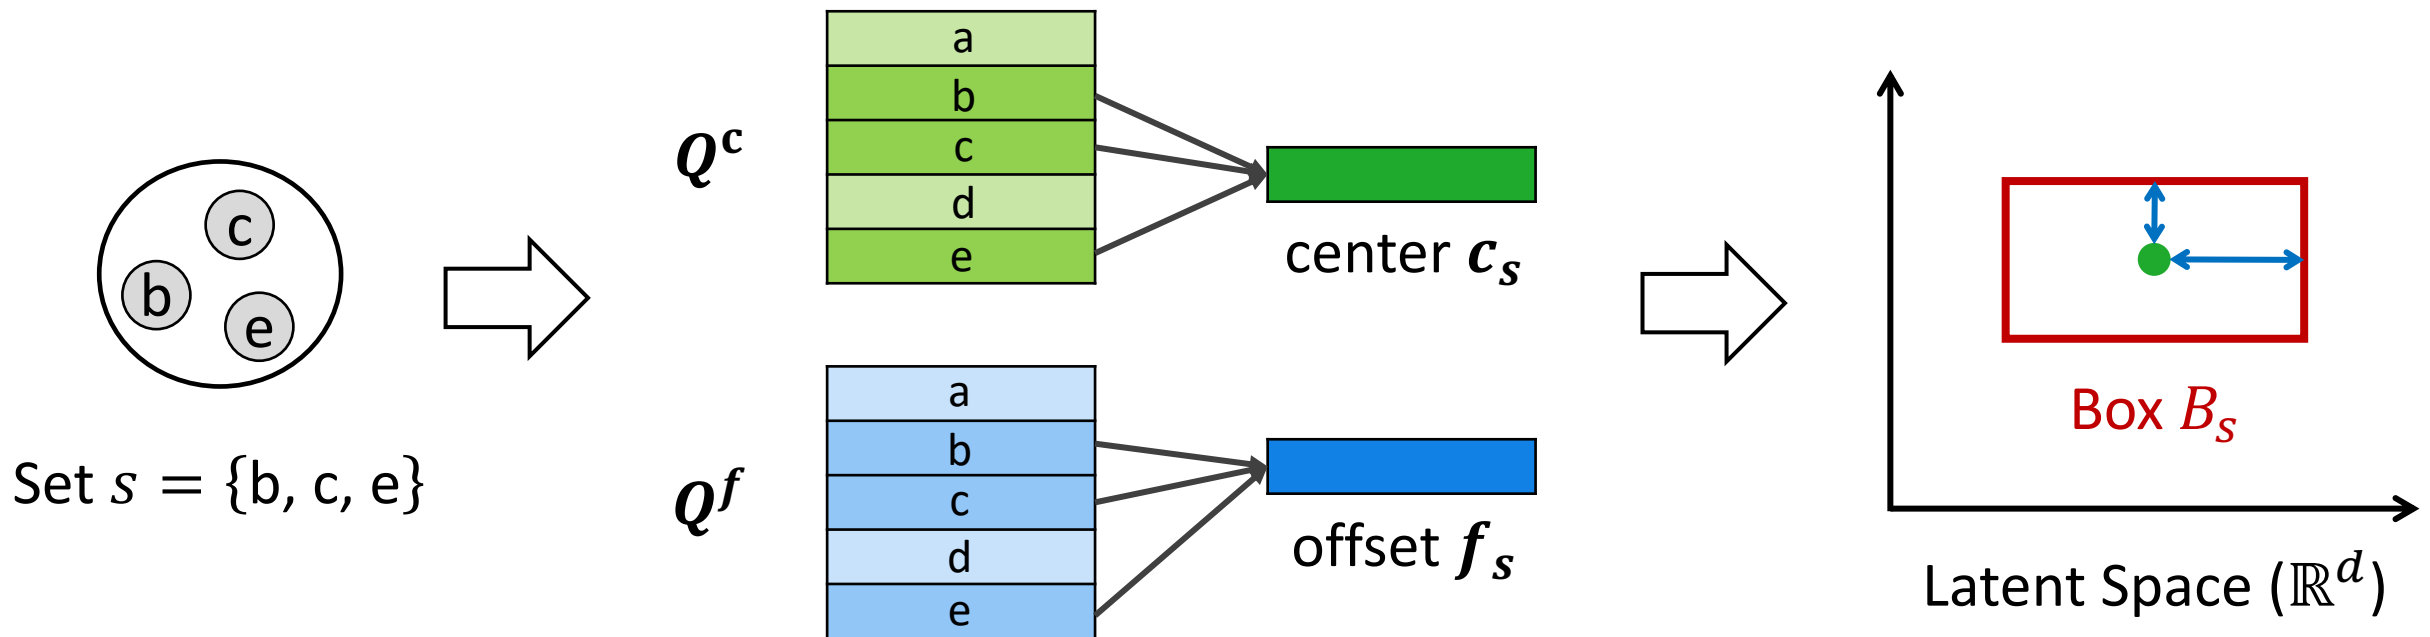 c
b
e
Set s = {b, c, e}
Q^c
a
b
c
d
e
center c_s
Q^f
a
b
c
d
e
offset f_s
Box B_s
Latent Space (ℝ^d)